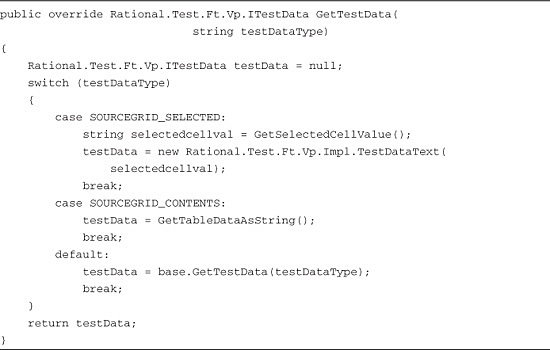 public override Rational.Test.Ft.Vp.ITestData GetTestData(
                            string testDataType)
{
    Rational.Test.Ft.Vp.ITestData testData = null;
    switch (testDataType)
    {
        case SOURCEGRID_SELECTED:
            string selectedcellval = GetSelectedCellValue();
            testData = new Rational.Test.Ft.Vp.Impl.TestDataText(
                selectedcellval);
            break;
        case SOURCEGRID_CONTENTS:
            testData = GetTableDataAsString();
            break;
        default:
            testData = base.GetTestData(testDataType);
            break;
    }
    return testData;
}